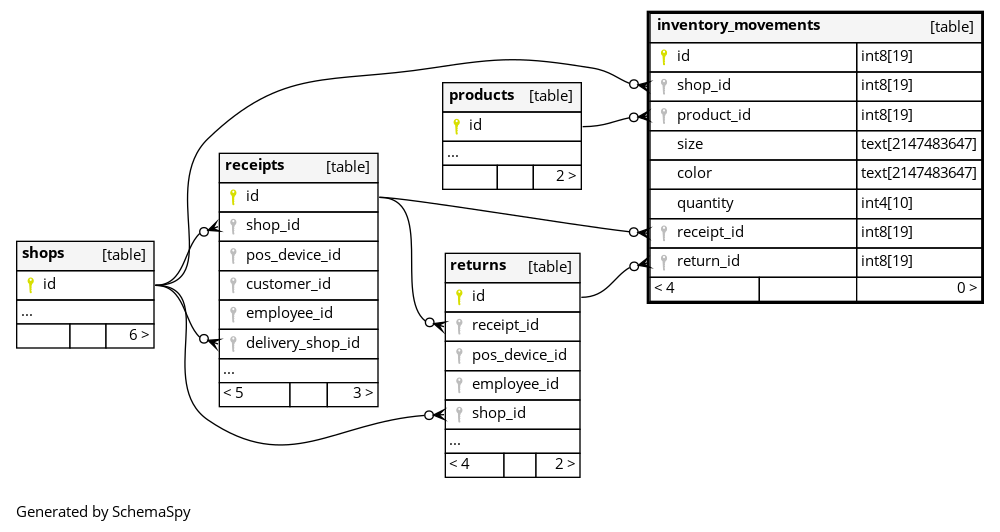 inventory_movements [table]
id int8[19]
shop_id int8[19]
product_id int8[19]
size text[2147483647]
color text[2147483647]
quantity int4[10]
receipt_id int8[19]
return_id int8[19]
< 4 0 >
products [table]
id
...
2 >
receipts [table]
id
shop_id
pos_device_id
customer_id
employee_id
delivery_shop_id
...
< 5 3 >
shops [table]
id
...
6 >
returns [table]
id
receipt_id
pos_device_id
employee_id
shop_id
...
< 4 2 >
Generated by SchemaSpy